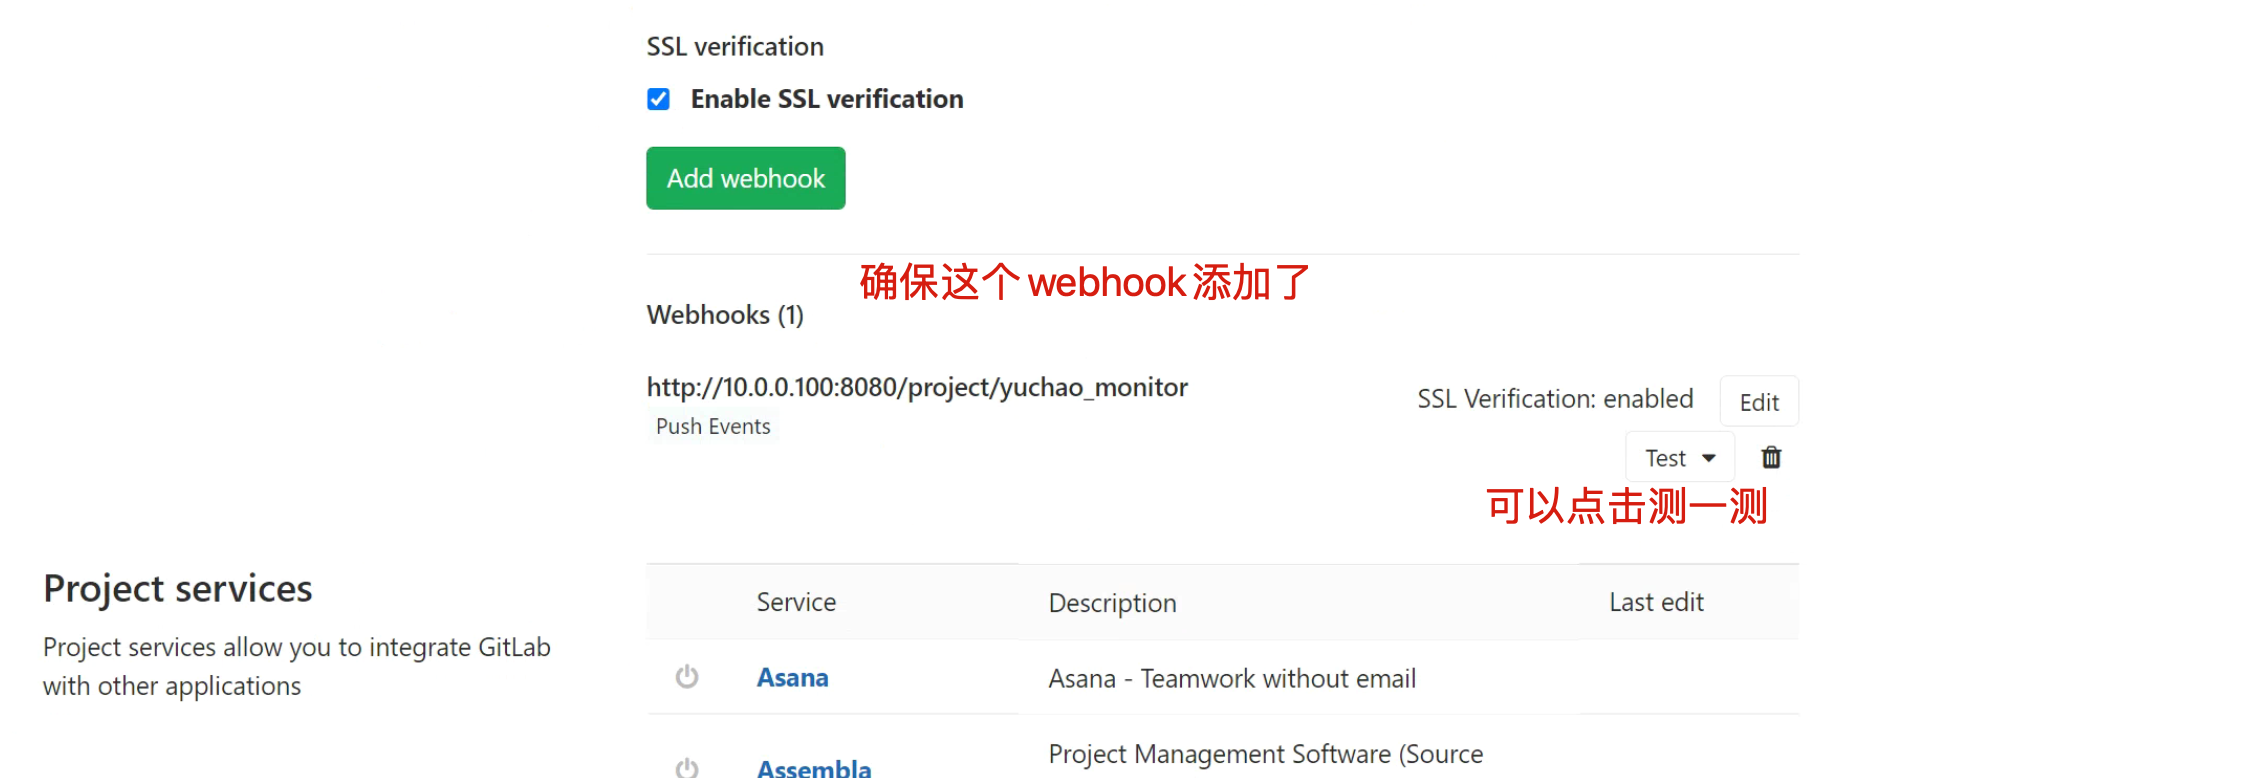 SSL verification
Enable SSL verification
Add webhook
确保这个webhook添加了
Webhooks (1)
http://10.0.0.100:8080/project/yuchao_monitor
SSL Verification: enabled
Edit
Push Events
Test
可以点击测一测
Project services
Project services allow you to integrate GitLab
with other applications
Service Description Last edit
Asana Asana - Teamwork without email
Assembla Project Management Software (Source